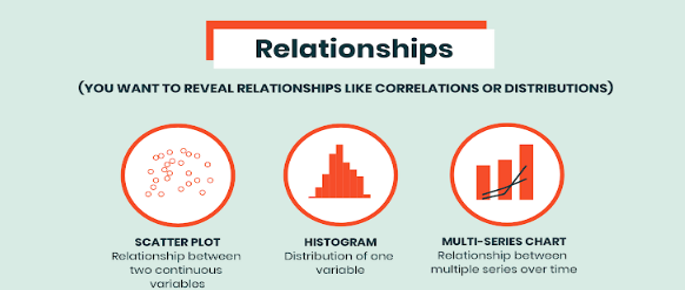 Relationships
(YOU WANT TO REVEAL RELATIONSHIPS LIKE CORRELATIONS OR DISTRIBUTIONS)
SCATTER PLOT
Relationship between
two continuous
variables
HISTOGRAM
Distribution of one
variable
MULTI-SERIES CHART
Relationship between
multiple series over time